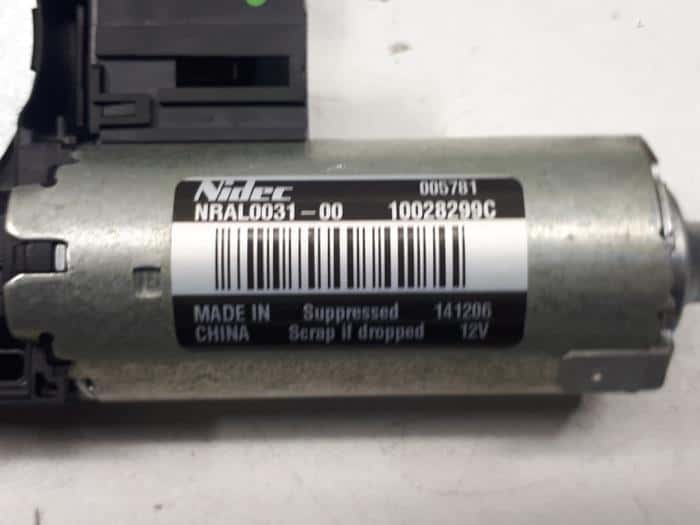 Nidec 005781
NRAL0031-00 10028299C
MADE IN Suppressed 141206
CHINA Scrap if dropped 12V